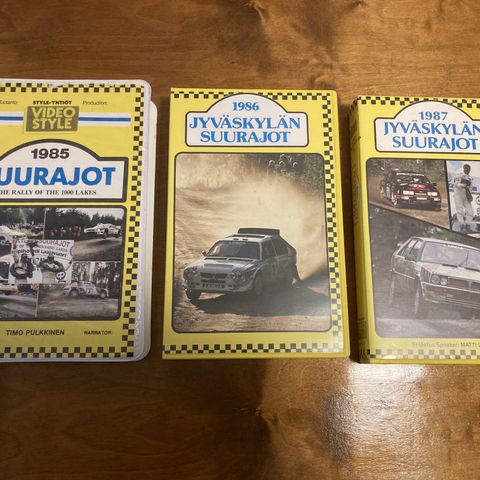 STYLE-YHTIÖT
Production:
VIDEO
STYLE
1985
SUURAJOT
THE RALLY OF THE 1000 LAKES
SUURAJOT
TIMO PULKKINEN
NARRATOR:
1986
JYVÄSKYLÄN
SUURAJOT
1987
JYVÄSKYLÄN
SUURAJOT
Selostus/Speaker: MATTI